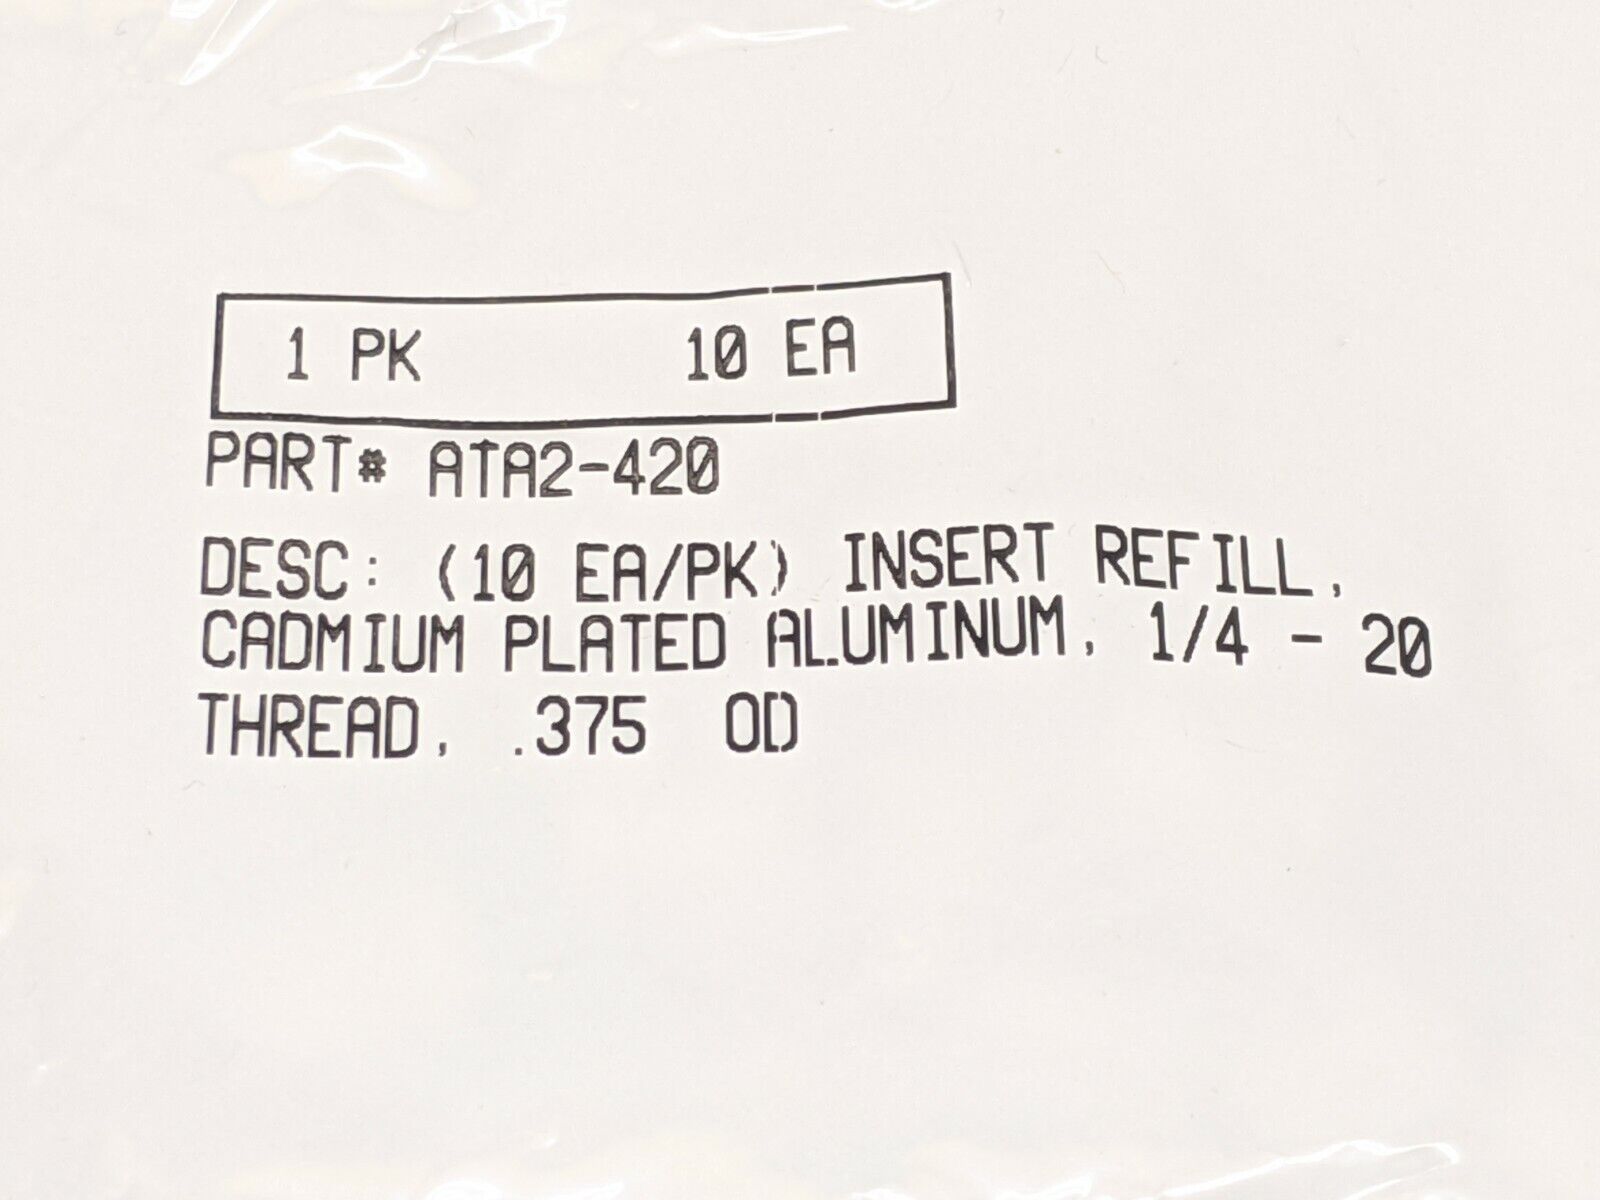 1 PK 10 EA
PART# ATA2-420
DESC: (10 EA/PK) INSERT REFILL,
CADMIUM PLATED ALUMINUM, 1/4 - 20
THREAD, .375 OD